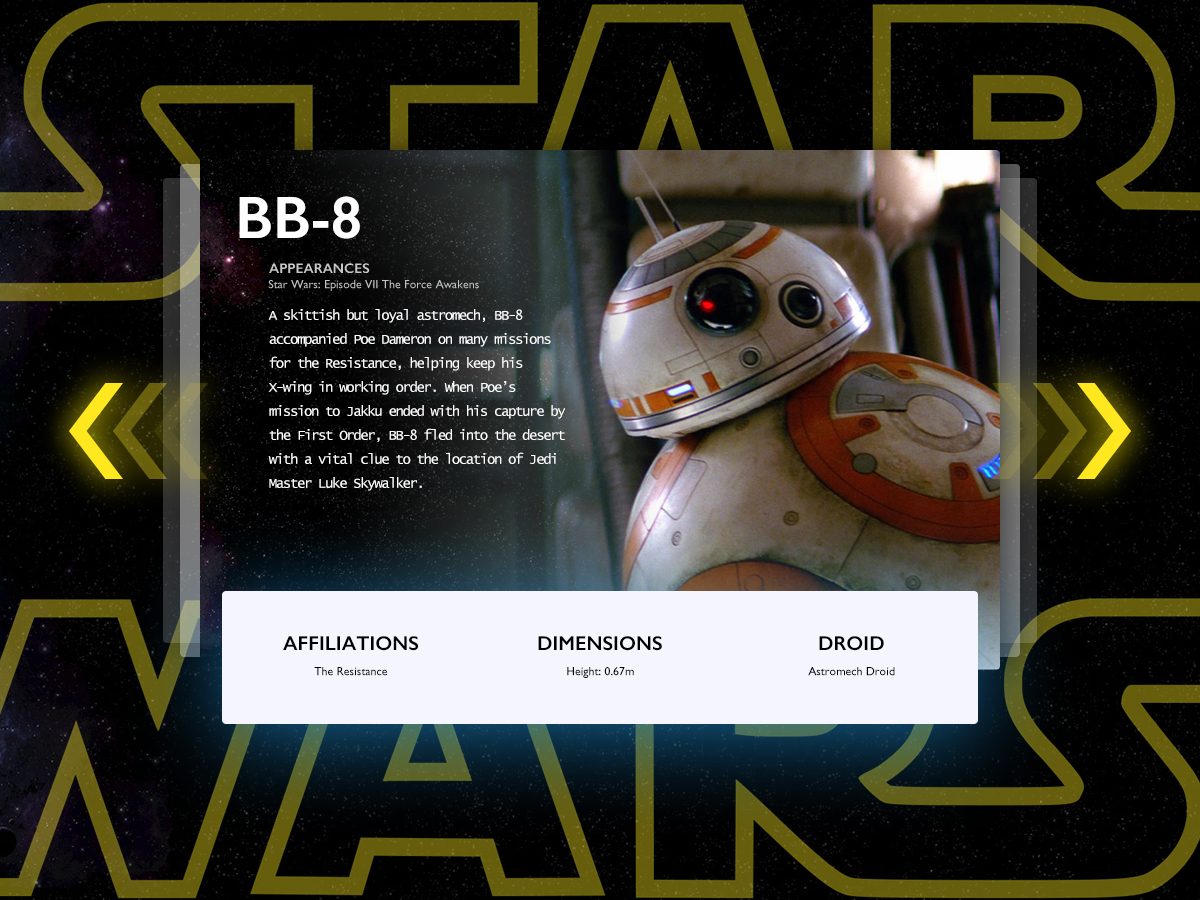 STAR
BB-8
APPEARANCES
Star Wars: Episode VII The Force Awakens
A skittish but loyal astromech, BB-8
accompanied Poe Dameron on many missions
for the Resistance, helping keep his
X-wing in working order. When Poe’s
mission to Jakku ended with his capture by
the First Order, BB-8 fled into the desert
with a vital clue to the location of Jedi
Master Luke Skywalker.
AFFILIATIONS
The Resistance
DIMENSIONS
Height: 0.67m
DROID
Astromech Droid
WARS